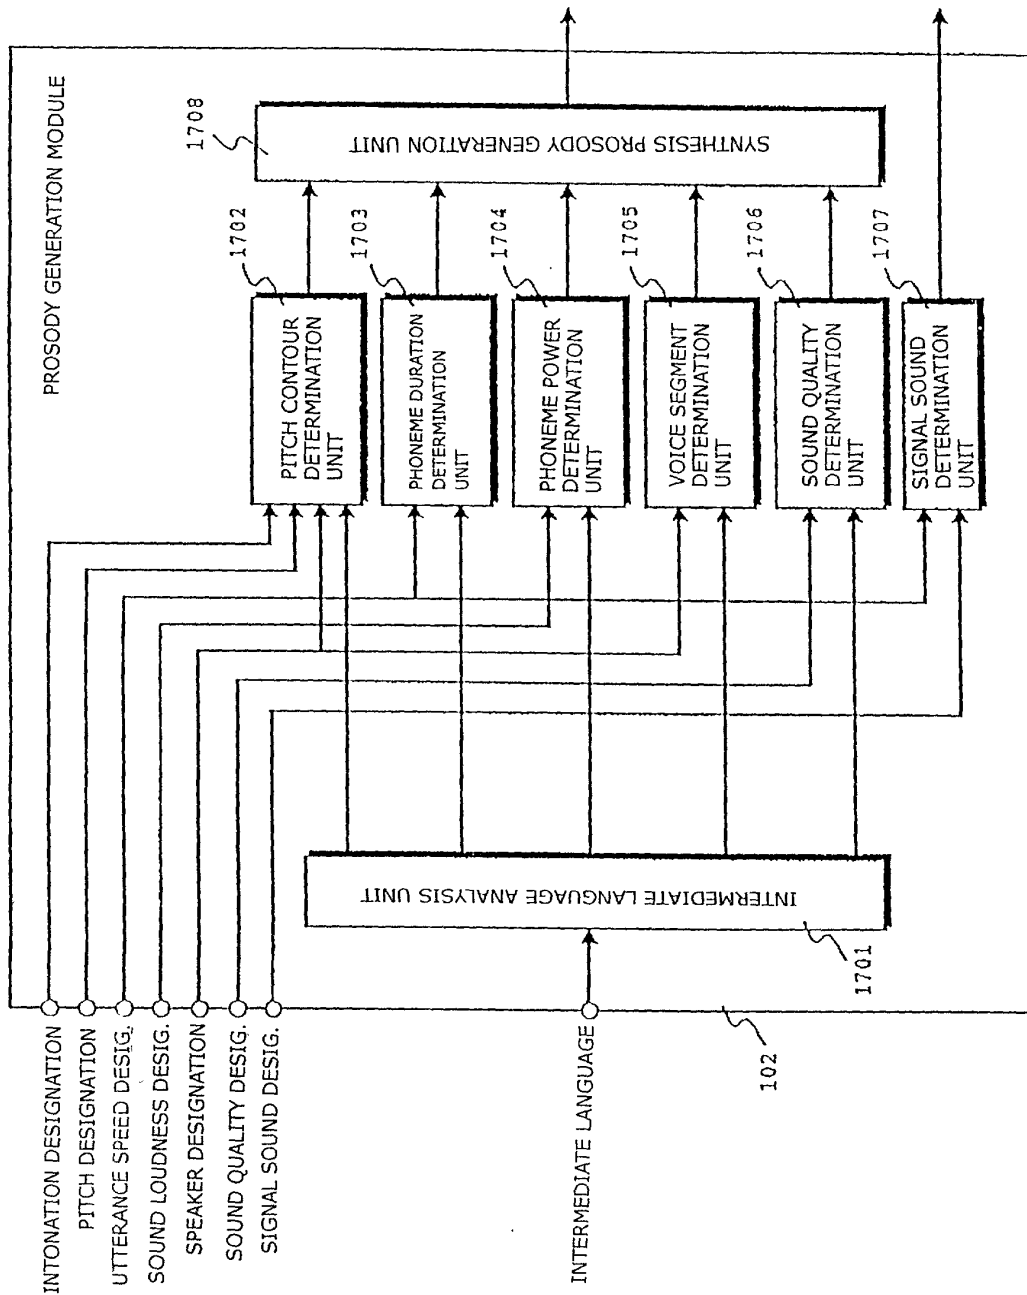 PROSODY GENERATION MODULE
INTONATION DESIGNATION
PITCH DESIGNATION
UTTERANCE SPEED DESIG.
SOUND LOUDNESS DESIG.
SPEAKER DESIGNATION
SOUND QUALITY DESIG.
SIGNAL SOUND DESIG.
INTERMEDIATE LANGUAGE
102
INTERMEDIATE LANGUAGE ANALYSIS UNIT
1701
PITCH CONTOUR
DETERMINATION
UNIT
1702
PHONEME DURATION
DETERMINATION
UNIT
1703
PHONEME POWER
DETERMINATION
UNIT
1704
VOICE SEGMENT
DETERMINATION
UNIT
1705
SOUND QUALITY
DETERMINATION
UNIT
1706
SIGNAL SOUND
DETERMINATION
UNIT
1707
SYNTHESIS PROSODY GENERATION UNIT
1708